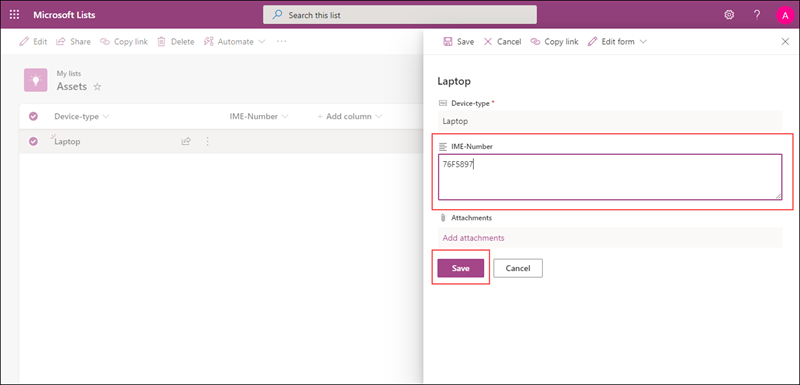 Microsoft Lists
Search this list
?
A
Edit Share Copy link Delete Automate ...
Save Cancel Copy link Edit form
My lists
Assets
Device-type IME-Number + Add column
Laptop
Laptop
Device-type *
Laptop
IME-Number
76F5897
Attachments
Add attachments
Save Cancel